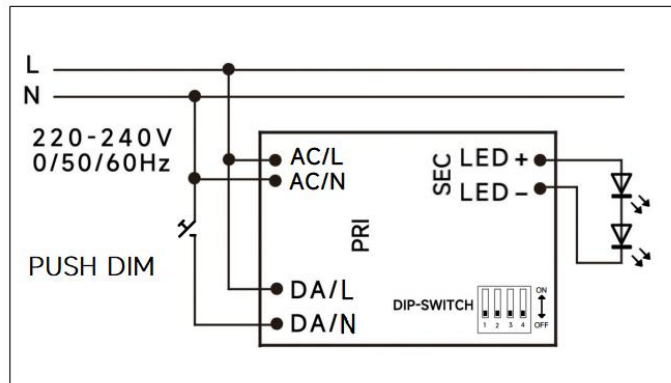 L
N
220-240V
0/50/60Hz
PUSH DIM
AC/L
AC/N
PRI
DA/L
DA/N
SEC
LED +
LED -
DIP-SWITCH
1 2 3 4
ON
OFF